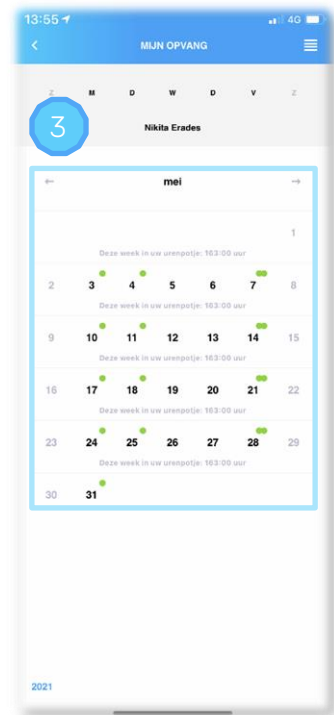 13:55 4G
MIJN OPVANG
Z M D W D V Z
3
Nikita Erades
← mei →
1
Deze week in uw urenpotje: 163:00 uur
2 3 4 5 6 7 8
Deze week in uw urenpotje: 163:00 uur
9 10 11 12 13 14 15
Deze week in uw urenpotje: 163:00 uur
16 17 18 19 20 21 22
Deze week in uw urenpotje: 163:00 uur
23 24 25 26 27 28 29
Deze week in uw urenpotje: 163:00 uur
30 31
2021